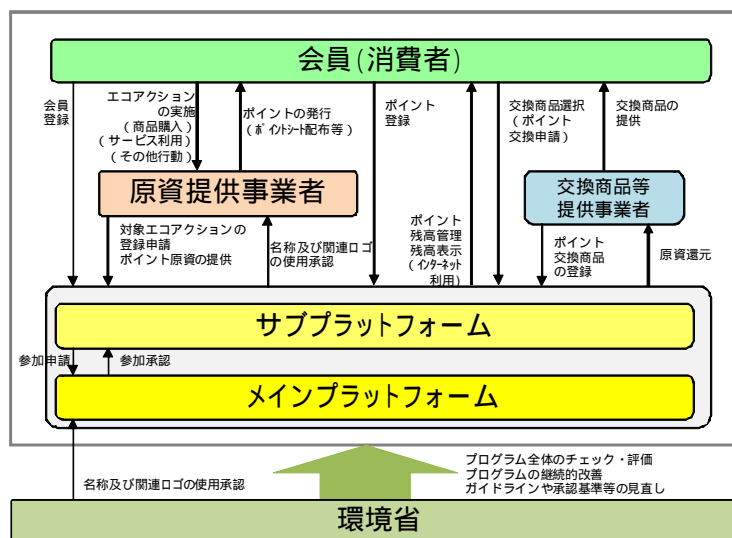 会員(消費者)
会員
登録
エコアクション
の実施
(商品購入)
(サービス利用)
(その他行動)
ポイントの発行
(ポイントシート配布等)
ポイント
登録
交換商品選択
(ポイント
交換申請)
交換商品の
提供
原資提供事業者
交換商品等
提供事業者
対象エコアクションの
登録申請
ポイント原資の提供
名称及び関連ロゴ
の使用承認
ポイント
残高管理
残高表示
(インターネット
利用)
ポイント
交換商品
の登録
原資還元
サブプラットフォーム
参加申請
参加承認
メインプラットフォーム
名称及び関連ロゴの使用承認
プログラム全体のチェック・評価
プログラムの継続的改善
ガイドラインや承認基準等の見直し
環境省